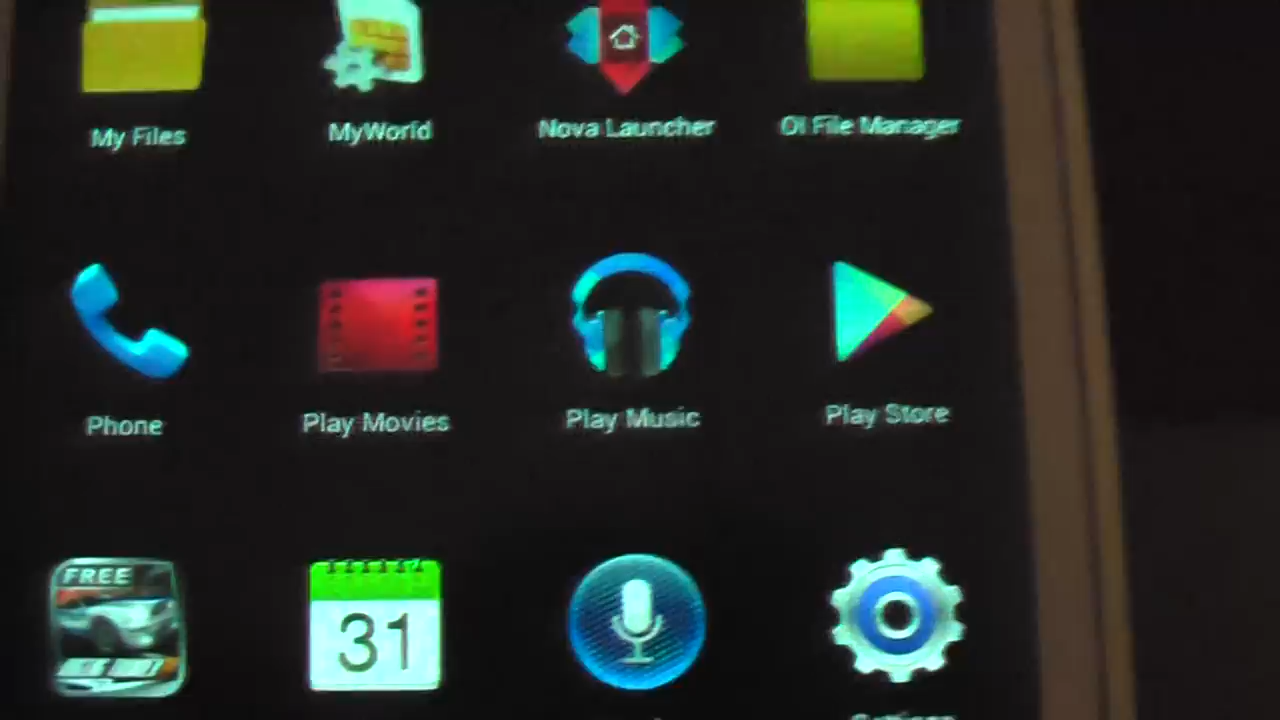 My Files
MyWorld
Nova Launcher
OI File Manager
Phone
Play Movies
Play Music
Play Store
FREE
31